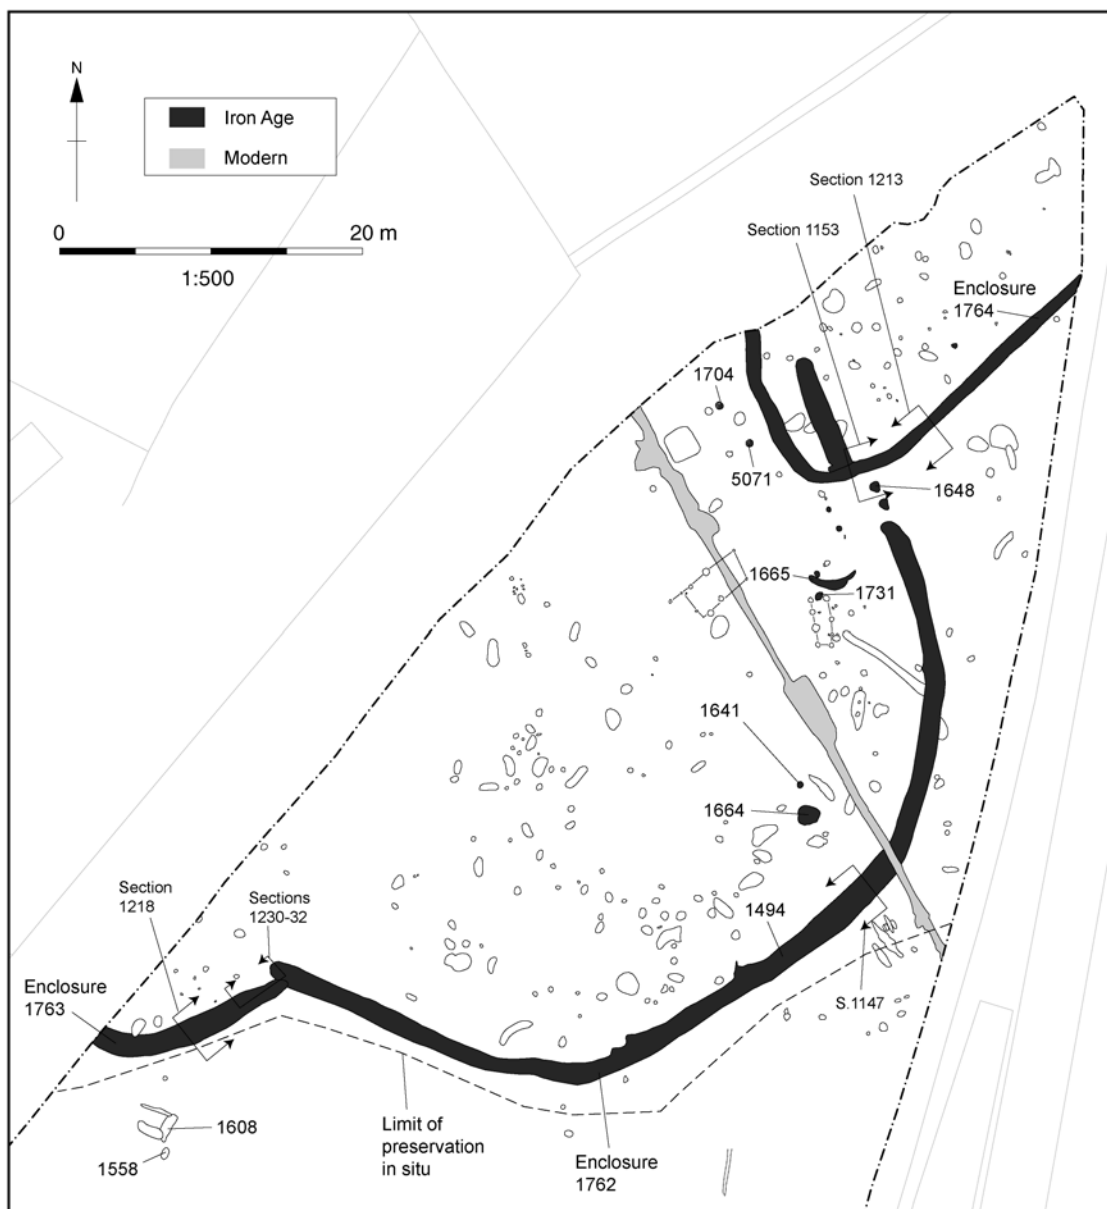 N
Iron Age
Modern
0 20 m
1:500
Section 1213
Section 1153
Enclosure
1764
1704
5071
1648
1665
1731
1641
1664
1494
Section
1218
Sections
1230-32
Enclosure
1763
S.1147
1608
1558
Limit of
preservation
in situ
Enclosure
1762